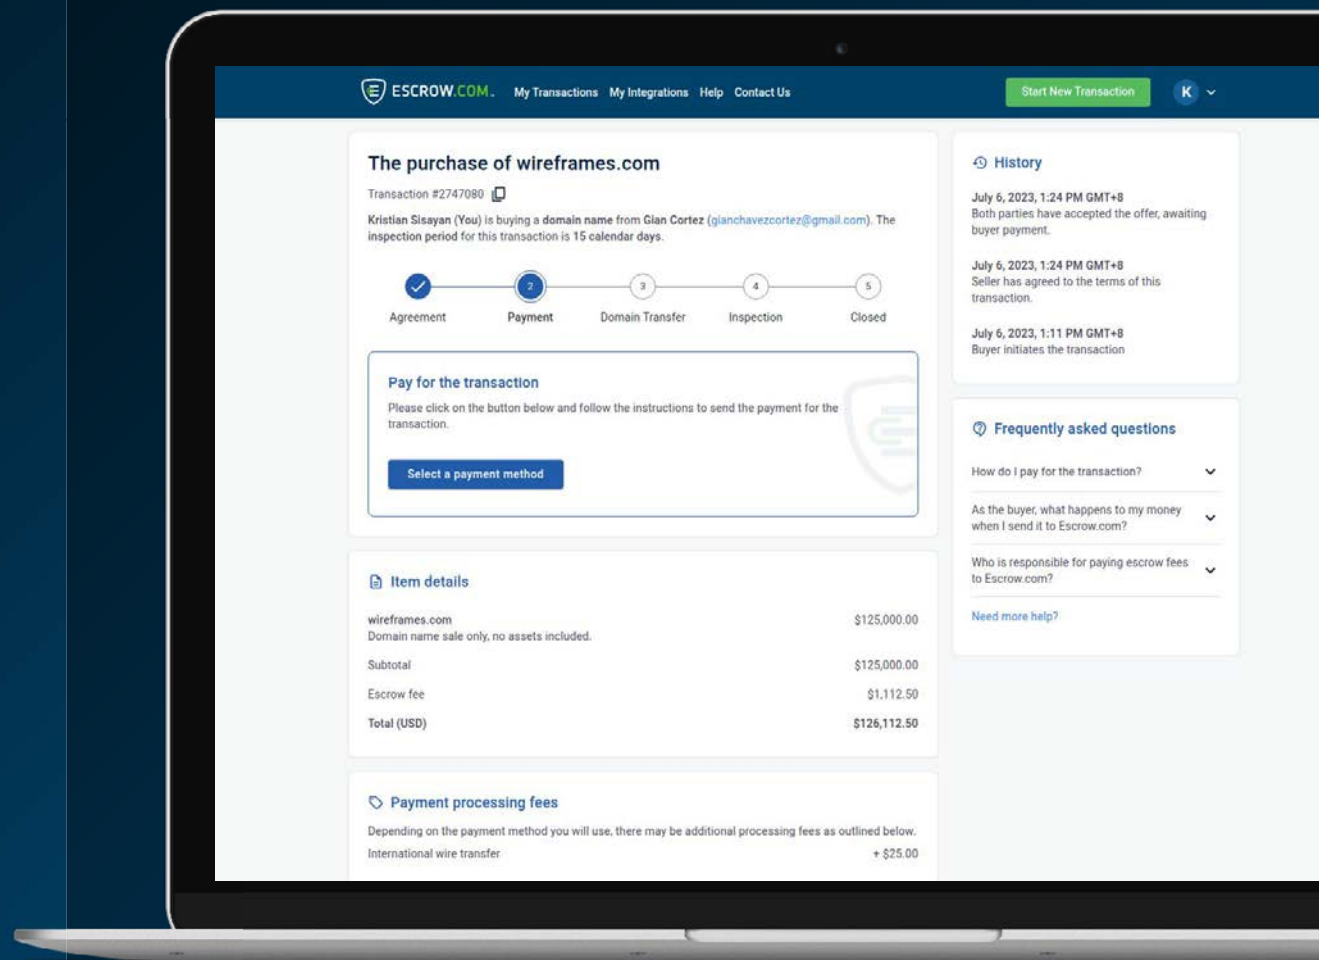 ESCROW.COM. My Transactions My Integrations Help Contact Us Start New Transaction K
The purchase of wireframes.com
Transaction #2747080
Kristian Sisayan (You) is buying a domain name from Gian Cortez (gianchavezcortez@gmail.com). The
inspection period for this transaction is 15 calendar days.
2 3 4 5
Agreement Payment Domain Transfer Inspection Closed
Pay for the transaction
Please click on the button below and follow the instructions to send the payment for the
transaction.
Select a payment method
Item details
wireframes.com $125,000.00
Domain name sale only, no assets included.
Subtotal $125,000.00
Escrow fee $1,112.50
Total (USD) $126,112.50
Payment processing fees
Depending on the payment method you will use, there may be additional processing fees as outlined below.
International wire transfer + $25.00
History
July 6, 2023, 1:24 PM GMT+8
Both parties have accepted the offer, awaiting
buyer payment.
July 6, 2023, 1:24 PM GMT+8
Seller has agreed to the terms of this
transaction.
July 6, 2023, 1:11 PM GMT+8
Buyer initiates the transaction
Frequently asked questions
How do I pay for the transaction?
As the buyer, what happens to my money
when I send it to Escrow.com?
Who is responsible for paying escrow fees
to Escrow.com?
Need more help?